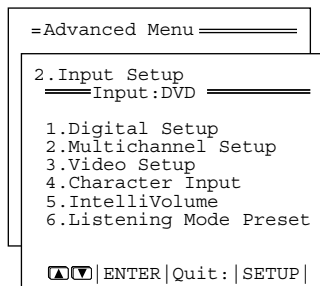 Advanced Menu
2.Input Setup
Input:DVD
1.Digital Setup
2.Multichannel Setup
3.Video Setup
4.Character Input
5.IntelliVolume
6.Listening Mode Preset
▲▼|ENTER|Quit:|SETUP|